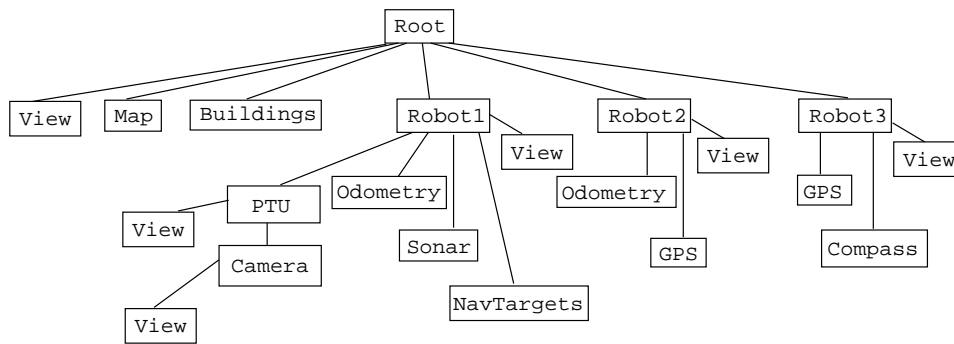 Root
View
Map
Buildings
Robot1
Robot2
Robot3
View
View
View
Odometry
Odometry
GPS
PTU
View
Sonar
GPS
Compass
Camera
NavTargets
View